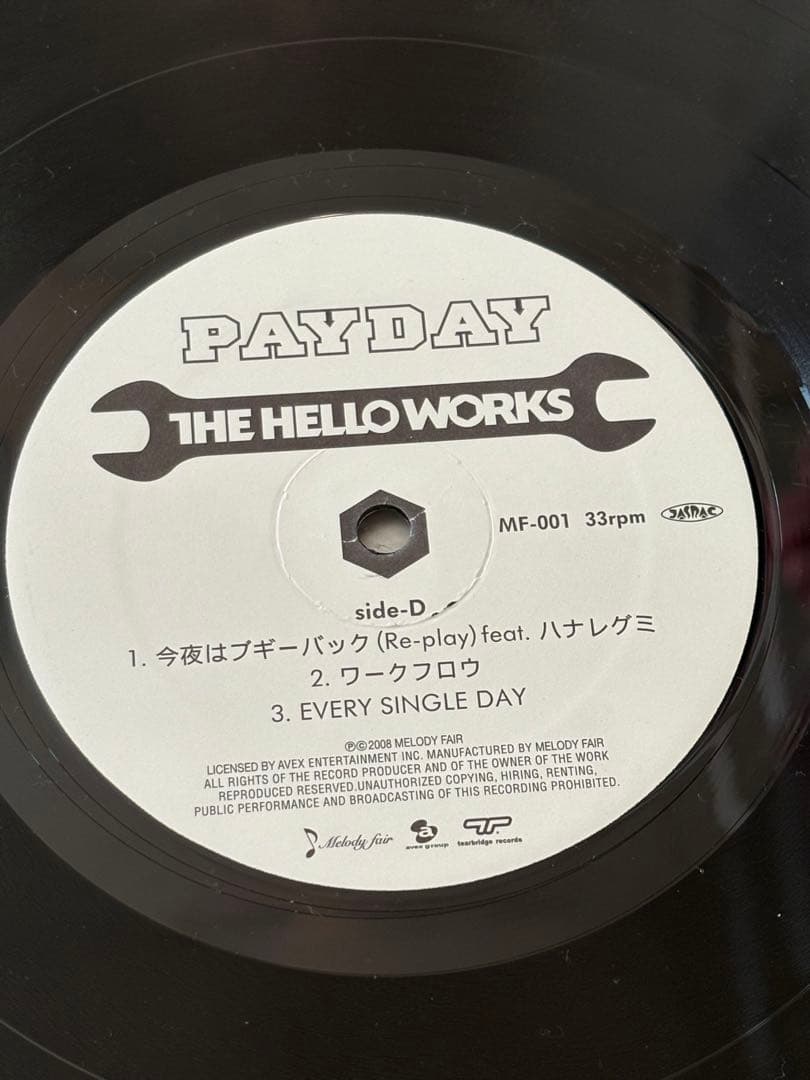 PAYDAY
THE HELLO WORKS
MF-001 33rpm JASRAC
side-D
1. 今夜はブギーバック (Re-play) feat. ハナレグミ
2. ワークフロウ
3. EVERY SINGLE DAY
℗©2008 MELODY FAIR
LICENSED BY AVEX ENTERTAINMENT INC. MANUFACTURED BY MELODY FAIR
ALL RIGHTS OF THE RECORD PRODUCER AND OF THE OWNER OF THE WORK
REPRODUCED RESERVED.UNAUTHORIZED COPYING, HIRING, RENTING,
PUBLIC PERFORMANCE AND BROADCASTING OF THIS RECORDING PROHIBITED.
Melody fair avex group tearbridge records